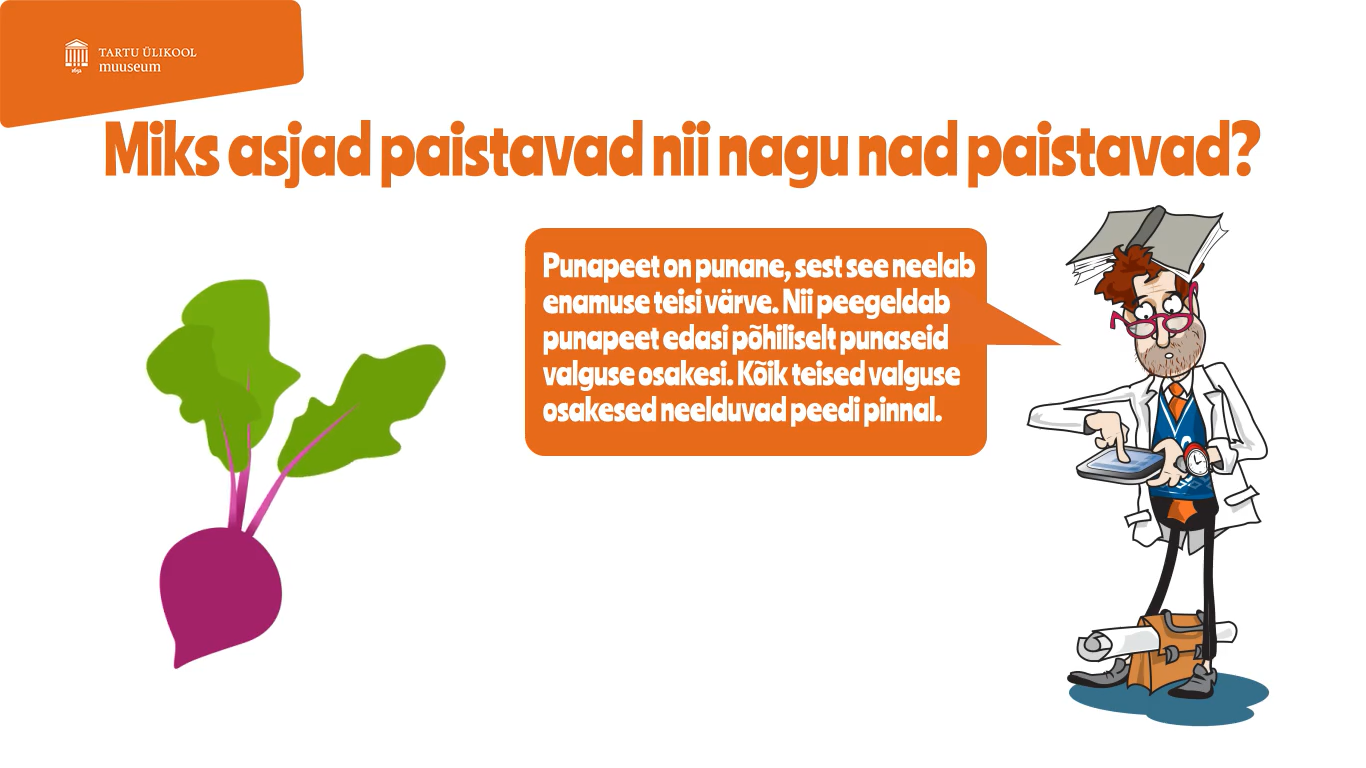 TARTU ÜLIKOOL
muuseum
1632
Miks asjad paistavad nii nagu nad paistavad?
Punapeet on punane, sest see neelab
enamuse teisi värve. Nii peegeldab
punapeet edasi põhiliselt punaseid
valguse osakesi. Kõik teised valguse
osakesed neelduvad peedi pinnal.